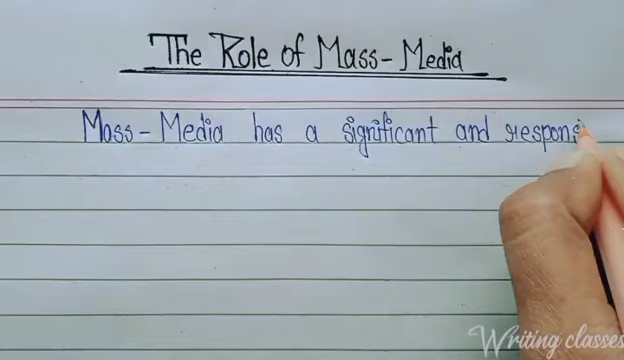 The Role of Mass-Media
Mass-Media has a significant and respons
Writing classes